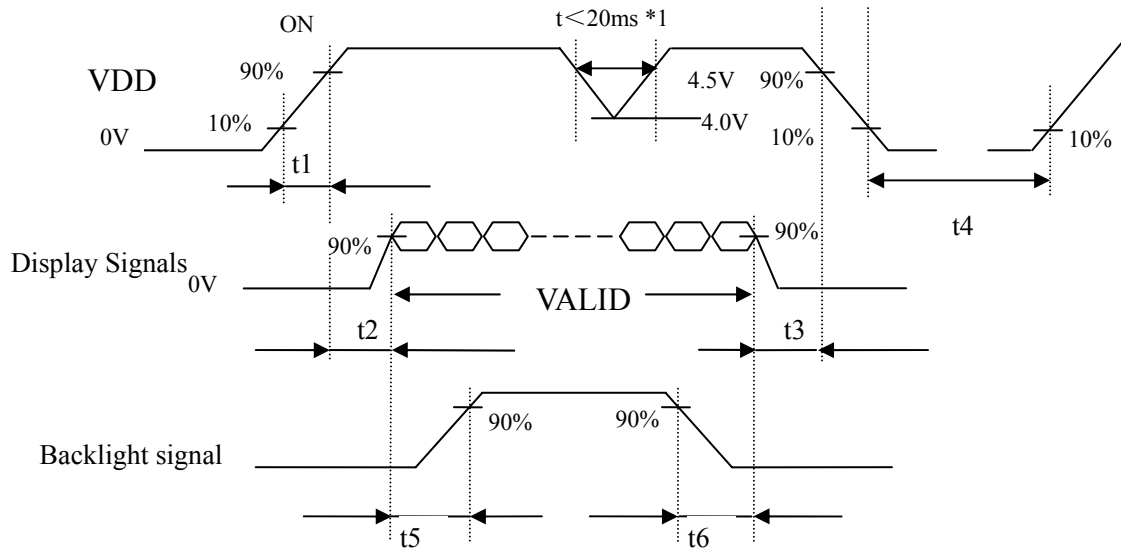 t＜20ms *1
ON
90%
4.5V
90%
VDD
10%
4.0V
10%
10%
0V
t1
t4
90%
90%
Display Signals
0V
VALID
t2
t3
90%
90%
Backlight signal
t5
t6